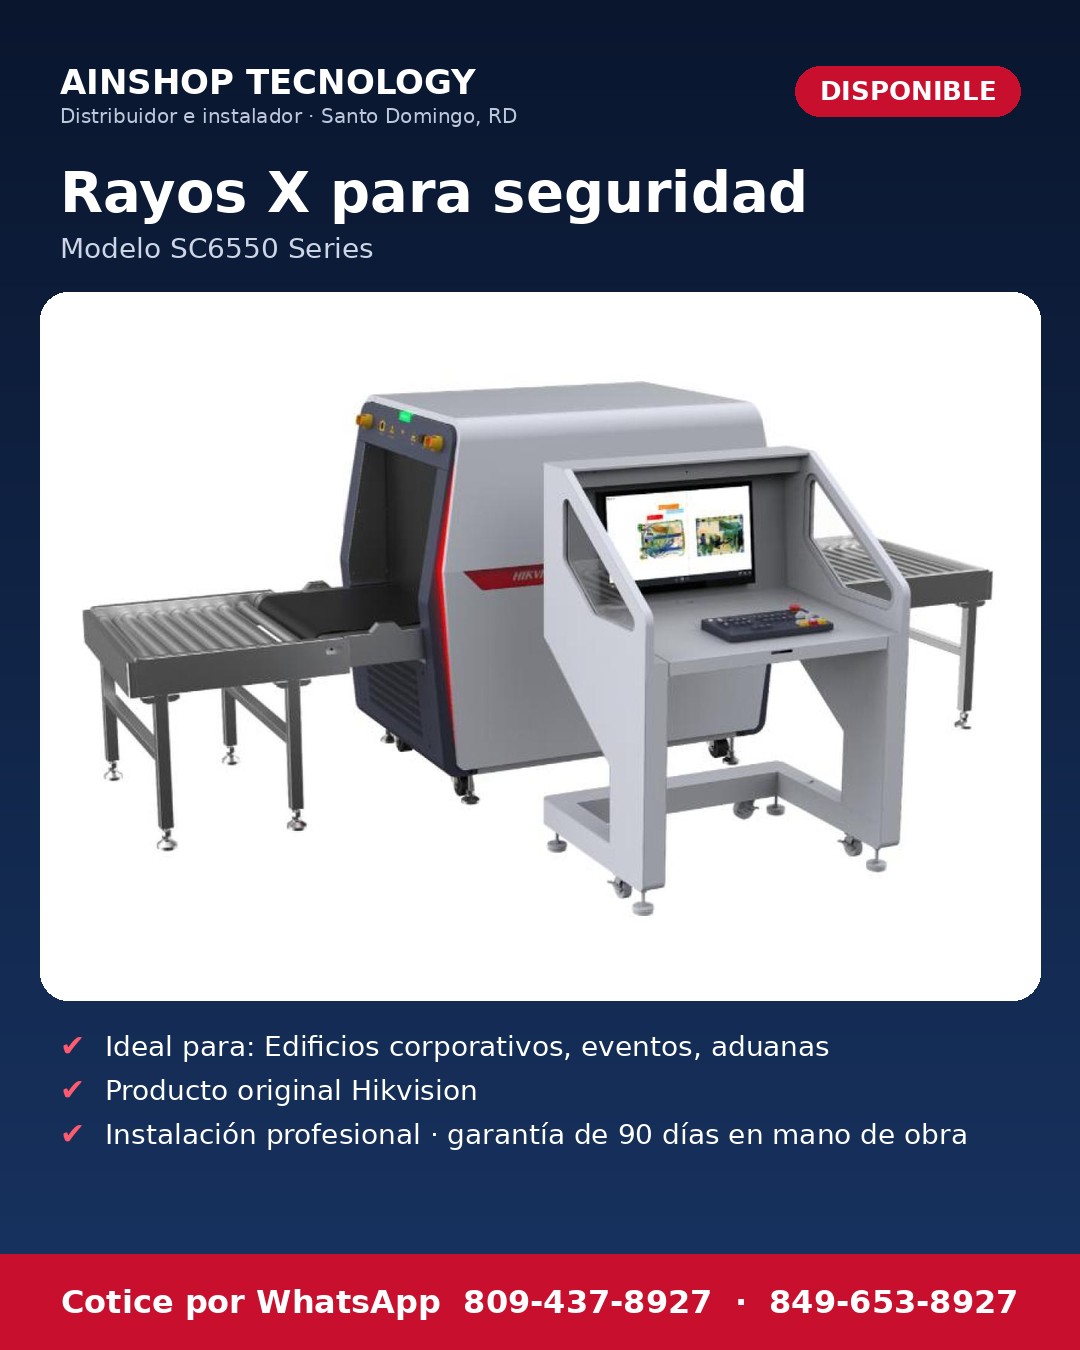 AINSHOP TECNOLOGY
Distribuidor e instalador · Santo Domingo, RD
DISPONIBLE
Rayos X para seguridad
Modelo SC6550 Series
✔ Ideal para: Edificios corporativos, eventos, aduanas
✔ Producto original Hikvision
✔ Instalación profesional · garantía de 90 días en mano de obra
Cotice por WhatsApp 809-437-8927 · 849-653-8927